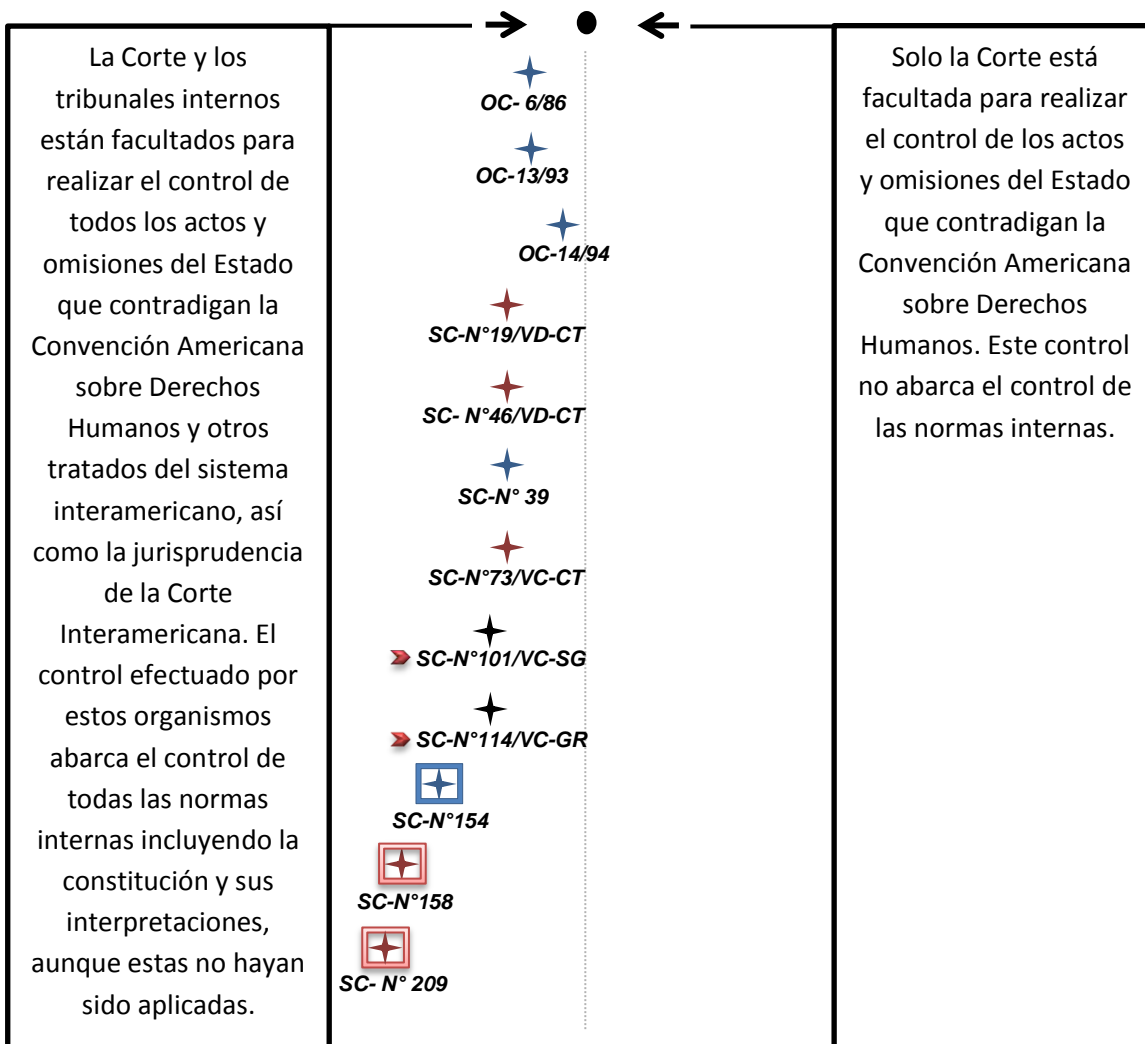 La Corte y los
tribunales internos
están facultados para
realizar el control de
todos los actos y
omisiones del Estado
que contradigan la
Convención Americana
sobre Derechos
Humanos y otros
tratados del sistema
interamericano, así
como la jurisprudencia
de la Corte
Interamericana. El
control efectuado por
estos organismos
abarca el control de
todas las normas
internas incluyendo la
constitución y sus
interpretaciones,
aunque estas no hayan
sido aplicadas.
OC- 6/86
OC-13/93
OC-14/94
SC-N°19/VD-CT
SC- N°46/VD-CT
SC-N° 39
SC-N°73/VC-CT
SC-N°101/VC-SG
SC-N°114/VC-GR
SC-N°154
SC-N°158
SC- N° 209
Solo la Corte está
facultada para realizar
el control de los actos
y omisiones del Estado
que contradigan la
Convención Americana
sobre Derechos
Humanos. Este control
no abarca el control de
las normas internas.